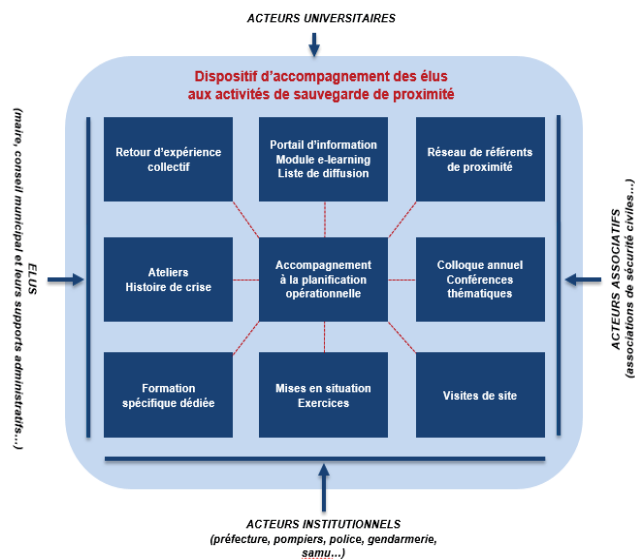 ACTEURS UNIVERSITAIRES
Dispositif d'accompagnement des élus
aux activités de sauvegarde de proximité
Retour d'expérience
collectif
Portail d'information
Module e-learning
Liste de diffusion
Réseau de référents
de proximité
ELUS
(maire, conseil municipal et leurs supports administratifs…)
Ateliers
Histoire de crise
Accompagnement
à la planification
opérationnelle
Colloque annuel
Conférences
thématiques
ACTEURS ASSOCIATIFS
(associations de sécurité civiles…)
Formation
spécifique dédiée
Mises en situation
Exercices
Visites de site
ACTEURS INSTITUTIONNELS
(préfecture, pompiers, police, gendarmerie,
samu…)